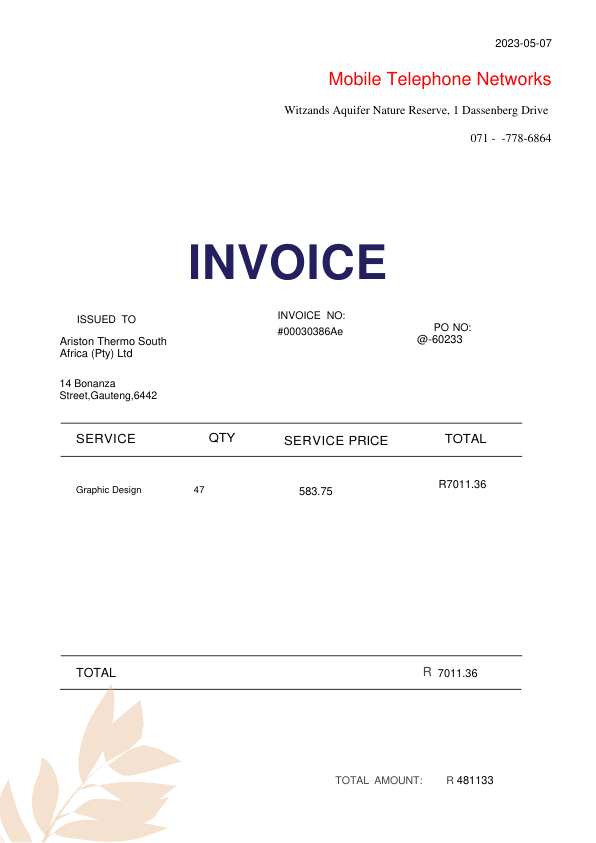 2023-05-07
Mobile Telephone Networks
Witzands Aquifer Nature Reserve, 1 Dassenberg Drive
071 -  -778-6864
INVOICE
ISSUED TO
INVOICE NO:
#00030386Ae
PO NO:
@-60233
Ariston Thermo South
Africa (Pty) Ltd
14 Bonanza
Street,Gauteng,6442
SERVICE QTY SERVICE PRICE TOTAL
Graphic Design 47 583.75 R7011.36
TOTAL R 7011.36
TOTAL AMOUNT: R 481133